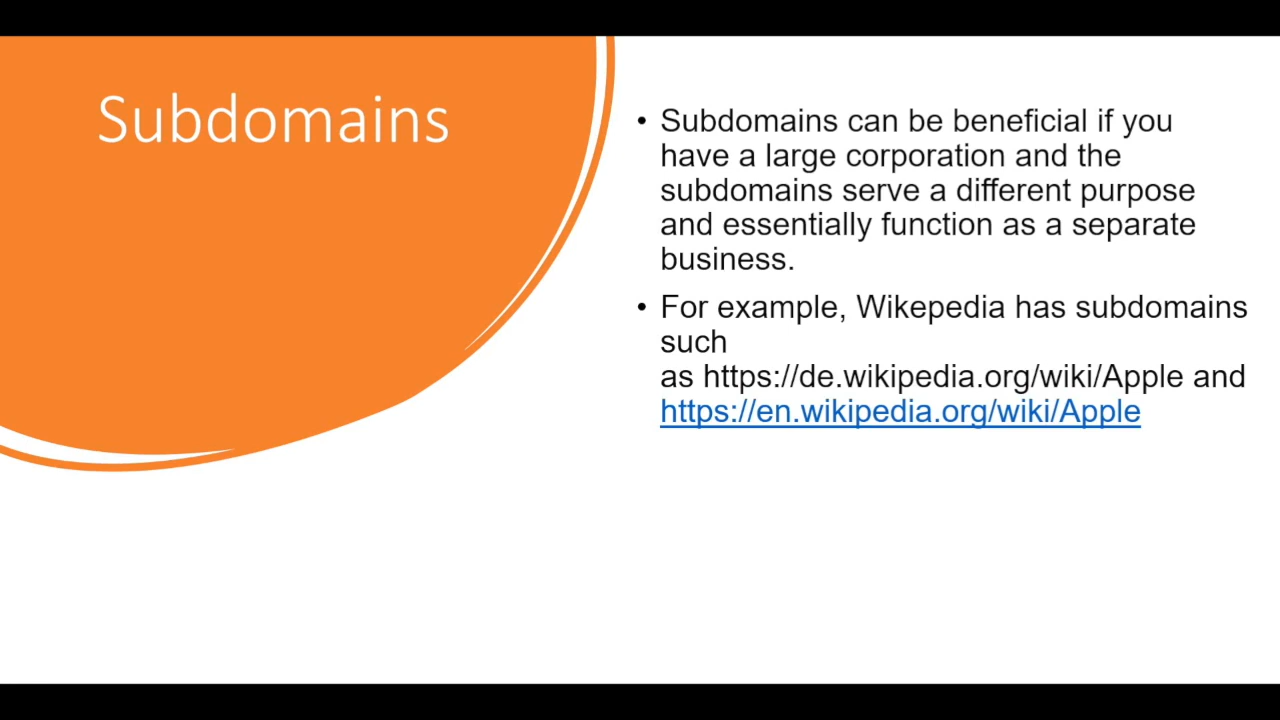 Subdomains
• Subdomains can be beneficial if you
have a large corporation and the
subdomains serve a different purpose
and essentially function as a separate
business.
• For example, Wikepedia has subdomains
such
as https://de.wikipedia.org/wiki/Apple and
https://en.wikipedia.org/wiki/Apple